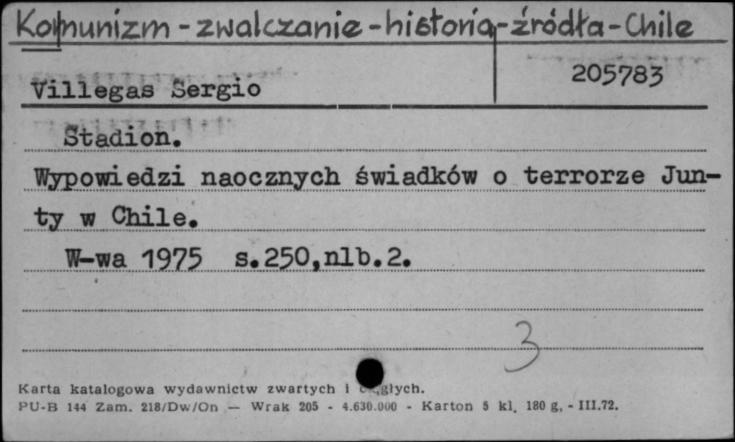 Komunizm - zwalczanie - historia - źródła - Chile
205783
Villegas Sergio
Stadion.
Wypowiedzi naocznych świadków o terrorze Jun-
ty w Chile.
W-wa 1975 s.250,nlb.2.
3
Karta katalogowa wydawnictw zwartych i ciągłych.
PU-B 144 Zam. 218/Dw/On — Wrak 205 - 4.630.000 - Karton 5 kl. 180 g. - III.72.